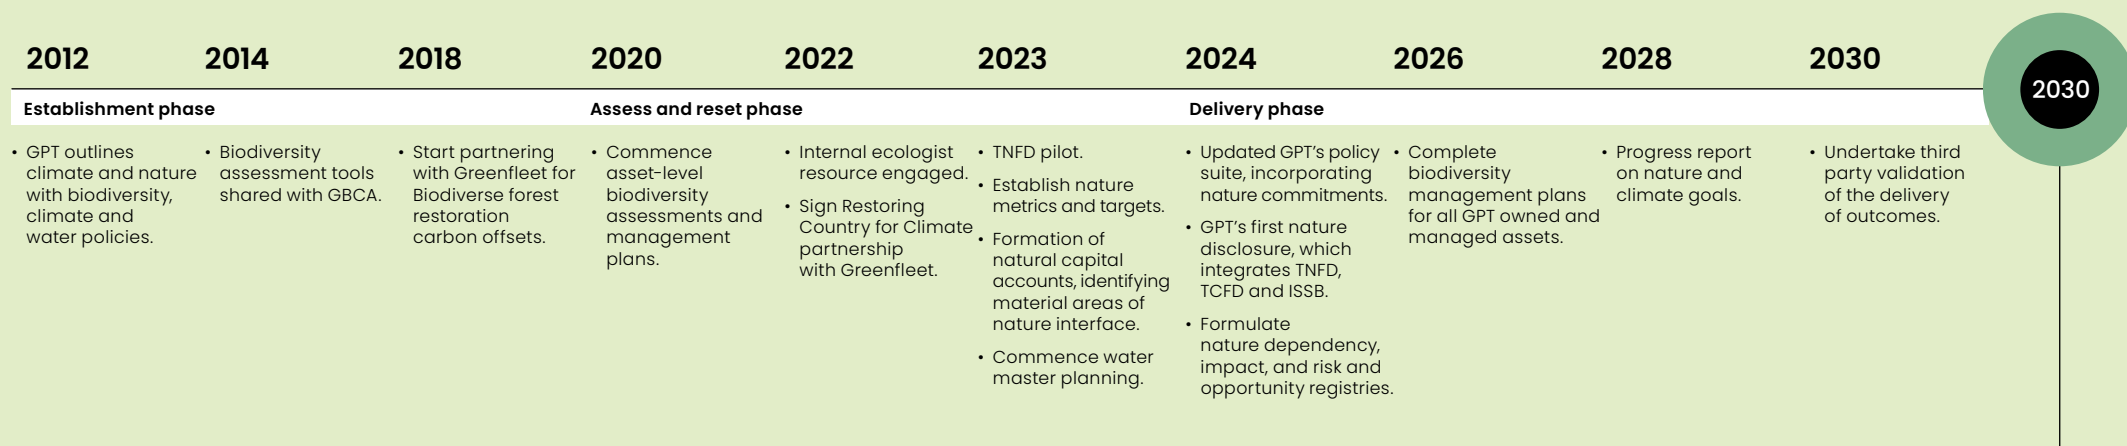 2012
2014
2018
2020
2022
2023
2024
2026
2028
2030
2030
Establishment phase
Assess and reset phase
Delivery phase
• GPT outlines
climate and nature
with biodiversity,
climate and
water policies.
• Biodiversity
assessment tools
shared with GBCA.
• Start partnering
with Greenfleet for
Biodiverse forest
restoration
carbon offsets.
• Commence
asset-level
biodiversity
assessments and
management
plans.
• Internal ecologist
resource engaged.
• Sign Restoring
Country for Climate
partnership
with Greenfleet.
• TNFD pilot.
• Establish nature
metrics and targets.
• Formation of
natural capital
accounts, identifying
material areas of
nature interface.
• Commence water
master planning.
• Updated GPT’s policy
suite, incorporating
nature commitments.
• GPT’s first nature
disclosure, which
integrates TNFD,
TCFD and ISSB.
• Formulate
nature dependency,
impact, and risk and
opportunity registries.
• Complete
biodiversity
management plans
for all GPT owned and
managed assets.
• Progress report
on nature and
climate goals.
• Undertake third
party validation
of the delivery
of outcomes.